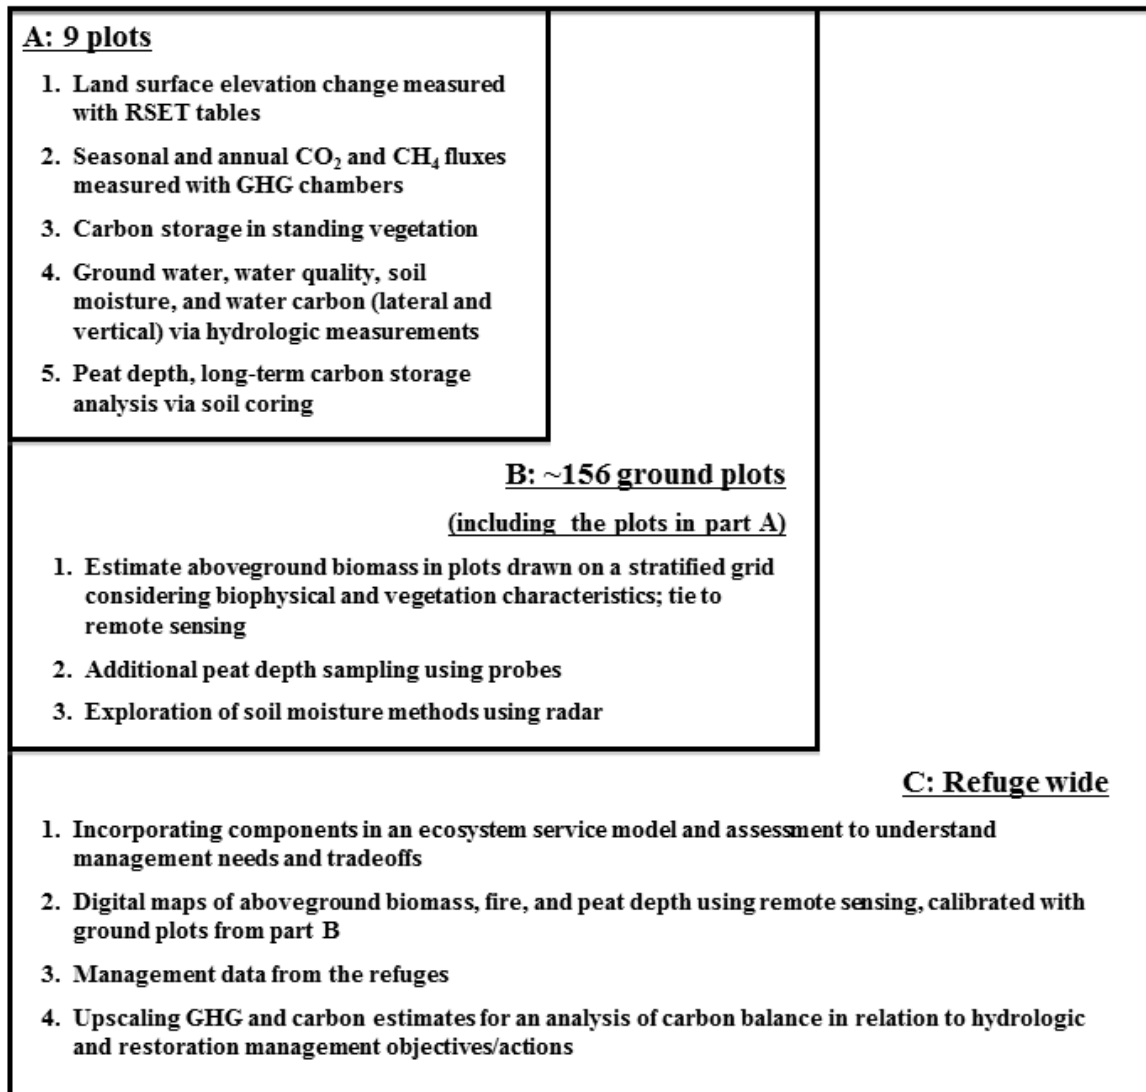 A: 9 plots
1. Land surface elevation change measured
with RSET tables
2. Seasonal and annual CO₂ and CH₄ fluxes
measured with GHG chambers
3. Carbon storage in standing vegetation
4. Ground water, water quality, soil
moisture, and water carbon (lateral and
vertical) via hydrologic measurements
5. Peat depth, long-term carbon storage
analysis via soil coring
B: ~156 ground plots
(including the plots in part A)
1. Estimate aboveground biomass in plots drawn on a stratified grid
considering biophysical and vegetation characteristics; tie to
remote sensing
2. Additional peat depth sampling using probes
3. Exploration of soil moisture methods using radar
C: Refuge wide
1. Incorporating components in an ecosystem service model and assessment to understand
management needs and tradeoffs
2. Digital maps of aboveground biomass, fire, and peat depth using remote sensing, calibrated with
ground plots from part B
3. Management data from the refuges
4. Upscaling GHG and carbon estimates for an analysis of carbon balance in relation to hydrologic
and restoration management objectives/actions